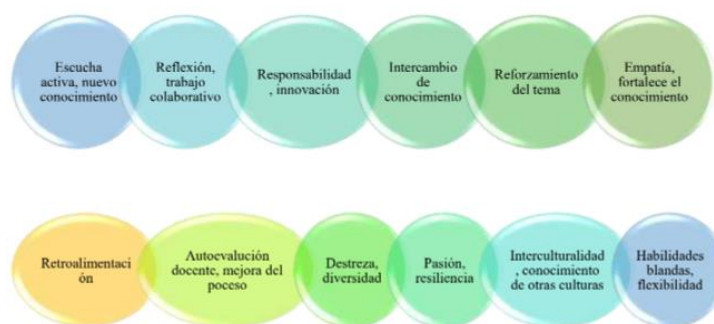 Escucha
activa, nuevo
conocimiento
Reflexión,
trabajo
colaborativo
Responsabilidad
, innovación
Intercambio
de
conocimiento
Reforzamiento
del tema
Empatía,
fortalece el
conocimiento
Retroalimentaci
ón
Autoevalución
docente, mejora del
poceso
Destreza,
diversidad
Pasión,
resiliencia
Interculturalidad
, conocimiento
de otras culturas
Habilidades
blandas,
flexibilidad